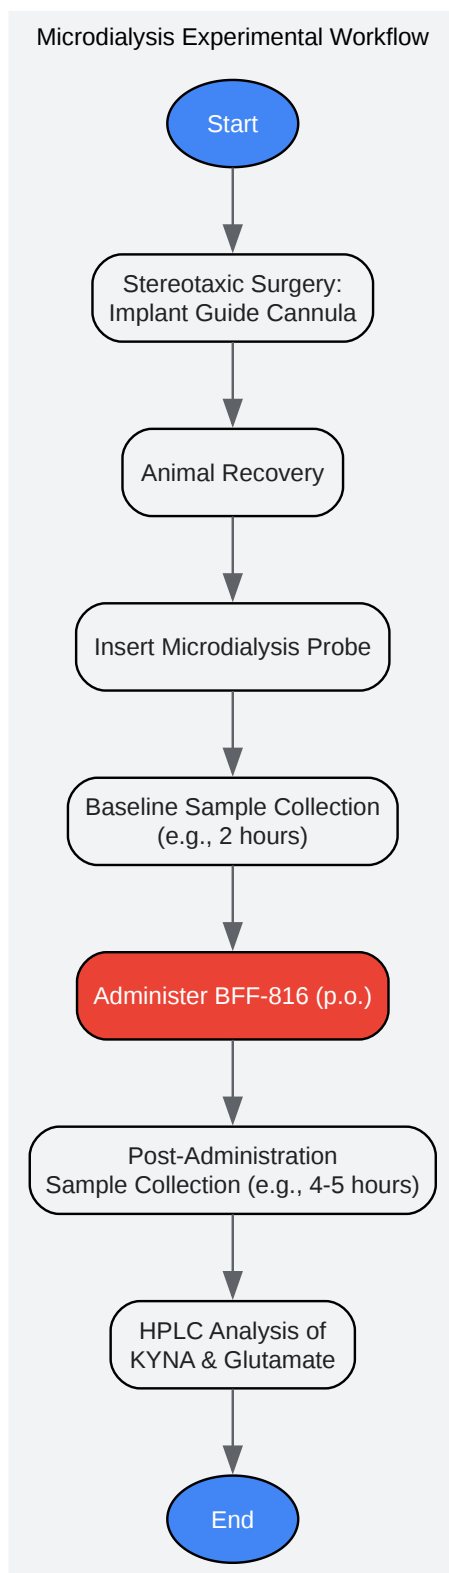 Microdialysis Experimental Workflow
Start
Stereotaxic Surgery:
Implant Guide Cannula
Animal Recovery
Insert Microdialysis Probe
Baseline Sample Collection
(e.g., 2 hours)
Administer BFF-816 (p.o.)
Post-Administration
Sample Collection (e.g., 4-5 hours)
HPLC Analysis of
KYNA & Glutamate
End